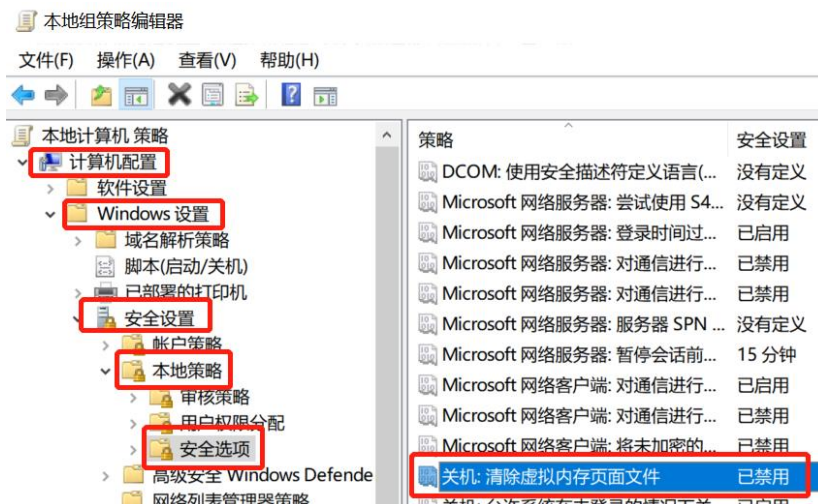 本地组策略编辑器
文件(F) 操作(A) 查看(V) 帮助(H)
本地计算机 策略
计算机配置
软件设置
Windows 设置
域名解析策略
脚本(启动/关机)
已部署的打印机
安全设置
帐户策略
本地策略
审核策略
用户权限分配
安全选项
高级安全 Windows Defende
网络列表管理器策略
策略 安全设置
DCOM: 使用安全描述符定义语言(... 没有定义
Microsoft 网络服务器: 尝试使用 S4... 没有定义
Microsoft 网络服务器: 登录时间过... 已启用
Microsoft 网络服务器: 对通信进行... 已禁用
Microsoft 网络服务器: 对通信进行... 已禁用
Microsoft 网络服务器: 服务器 SPN ... 没有定义
Microsoft 网络服务器: 暂停会话前... 15 分钟
Microsoft 网络客户端: 对通信进行... 已启用
Microsoft 网络客户端: 对通信进行... 已禁用
Microsoft 网络客户端: 将未加密的... 已禁用
关机: 清除虚拟内存页面文件 已禁用